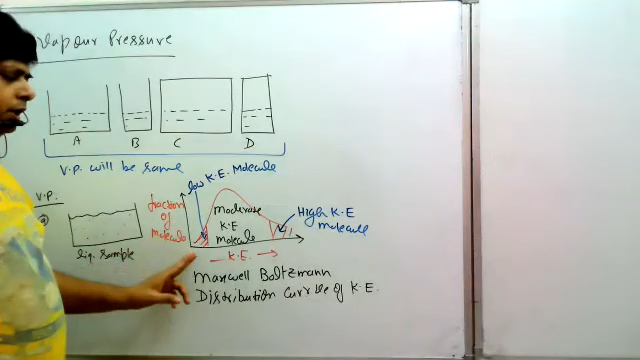 Vapour Pressure
A B C D
V.P. will be same
low K.E. Molecule
V.P.
(a)
fraction
of
molecule
moderate
K.E
molecule
High K.E
molecule
liq. sample
K.E.
Maxwell Boltzmann
Distribution Curve of K.E.